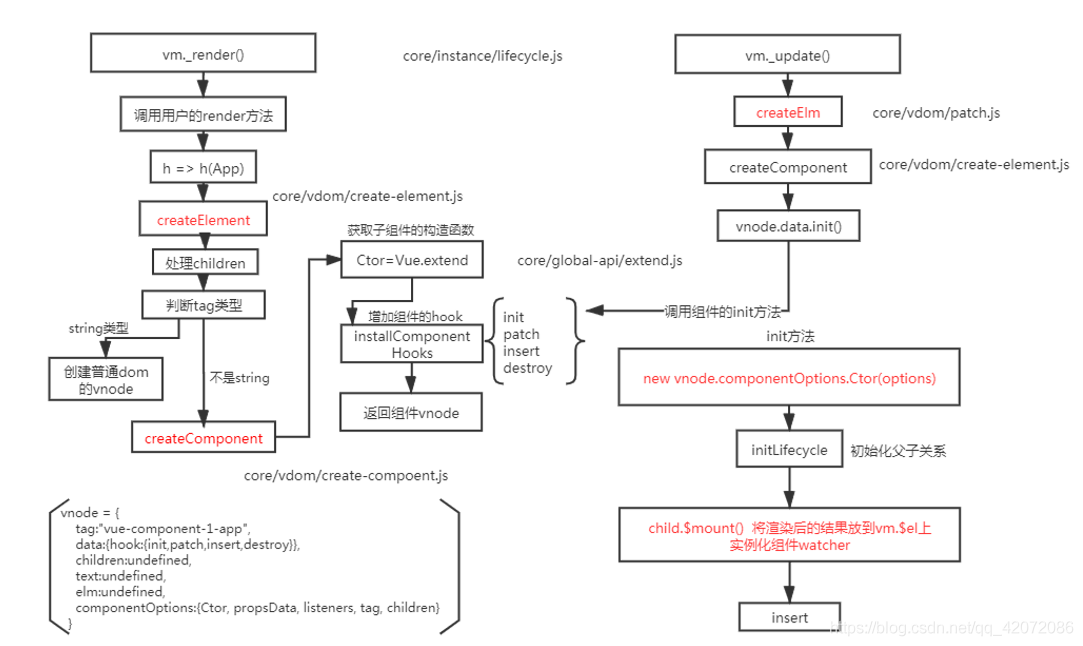 vm._render()
core/instance/lifecycle.js
vm._update()
调用用户的render方法
createElm
core/vdom/patch.js
h => h(App)
createComponent
core/vdom/create-element.js
core/vdom/create-element.js
createElement
vnode.data.init()
获取子组件的构造函数
处理children
Ctor=Vue.extend
core/global-api/extend.js
判断tag类型
增加组件的hook
installComponent
Hooks
init
patch
insert
destroy
调用组件的init方法
string类型
init方法
创建普通dom
的vnode
不是string
new vnode.componentOptions.Ctor(options)
返回组件vnode
createComponent
initLifecycle
初始化父子关系
core/vdom/create-compoent.js
vnode = {
tag:"vue-component-1-app",
data:{hook:{init,patch,insert,destroy}},
children:undefined,
text:undefined,
elm:undefined,
componentOptions:{Ctor, propsData, listeners, tag, children}
}
child.$mount() 将渲染后的结果放到vm.$el上
实例化组件watcher
insert
https://blog.csdn.net/qq_42072086